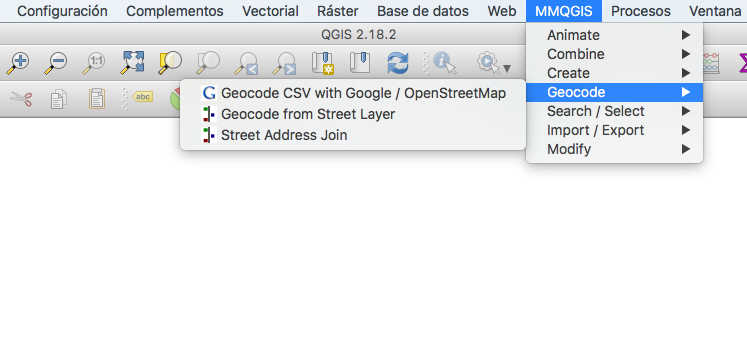 Configuración Complementos Vectorial Ráster Base de datos Web MMQGIS Procesos Ventana
QGIS 2.18.2
1:1
abc
Animate
Combine
Create
Geocode
Search / Select
Import / Export
Modify
G Geocode CSV with Google / OpenStreetMap
Geocode from Street Layer
Street Address Join